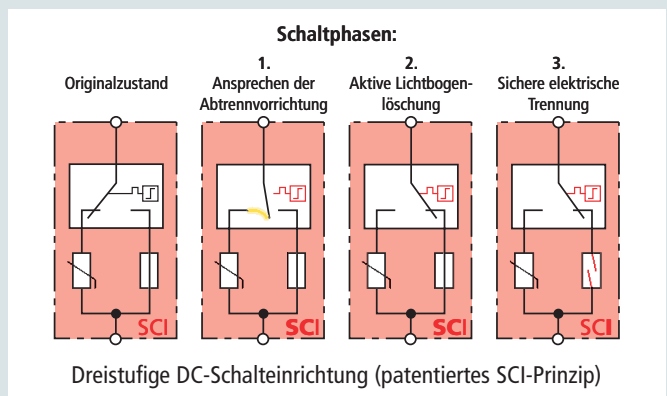 Schaltphasen:
Originalzustand
1.
Ansprechen der
Abtrennvorrichtung
2.
Aktive Lichtbogen-
löschung
3.
Sichere elektrische
Trennung
SCI
SCI
SCI
SCI
Dreistufige DC-Schalteinrichtung (patentiertes SCI-Prinzip)